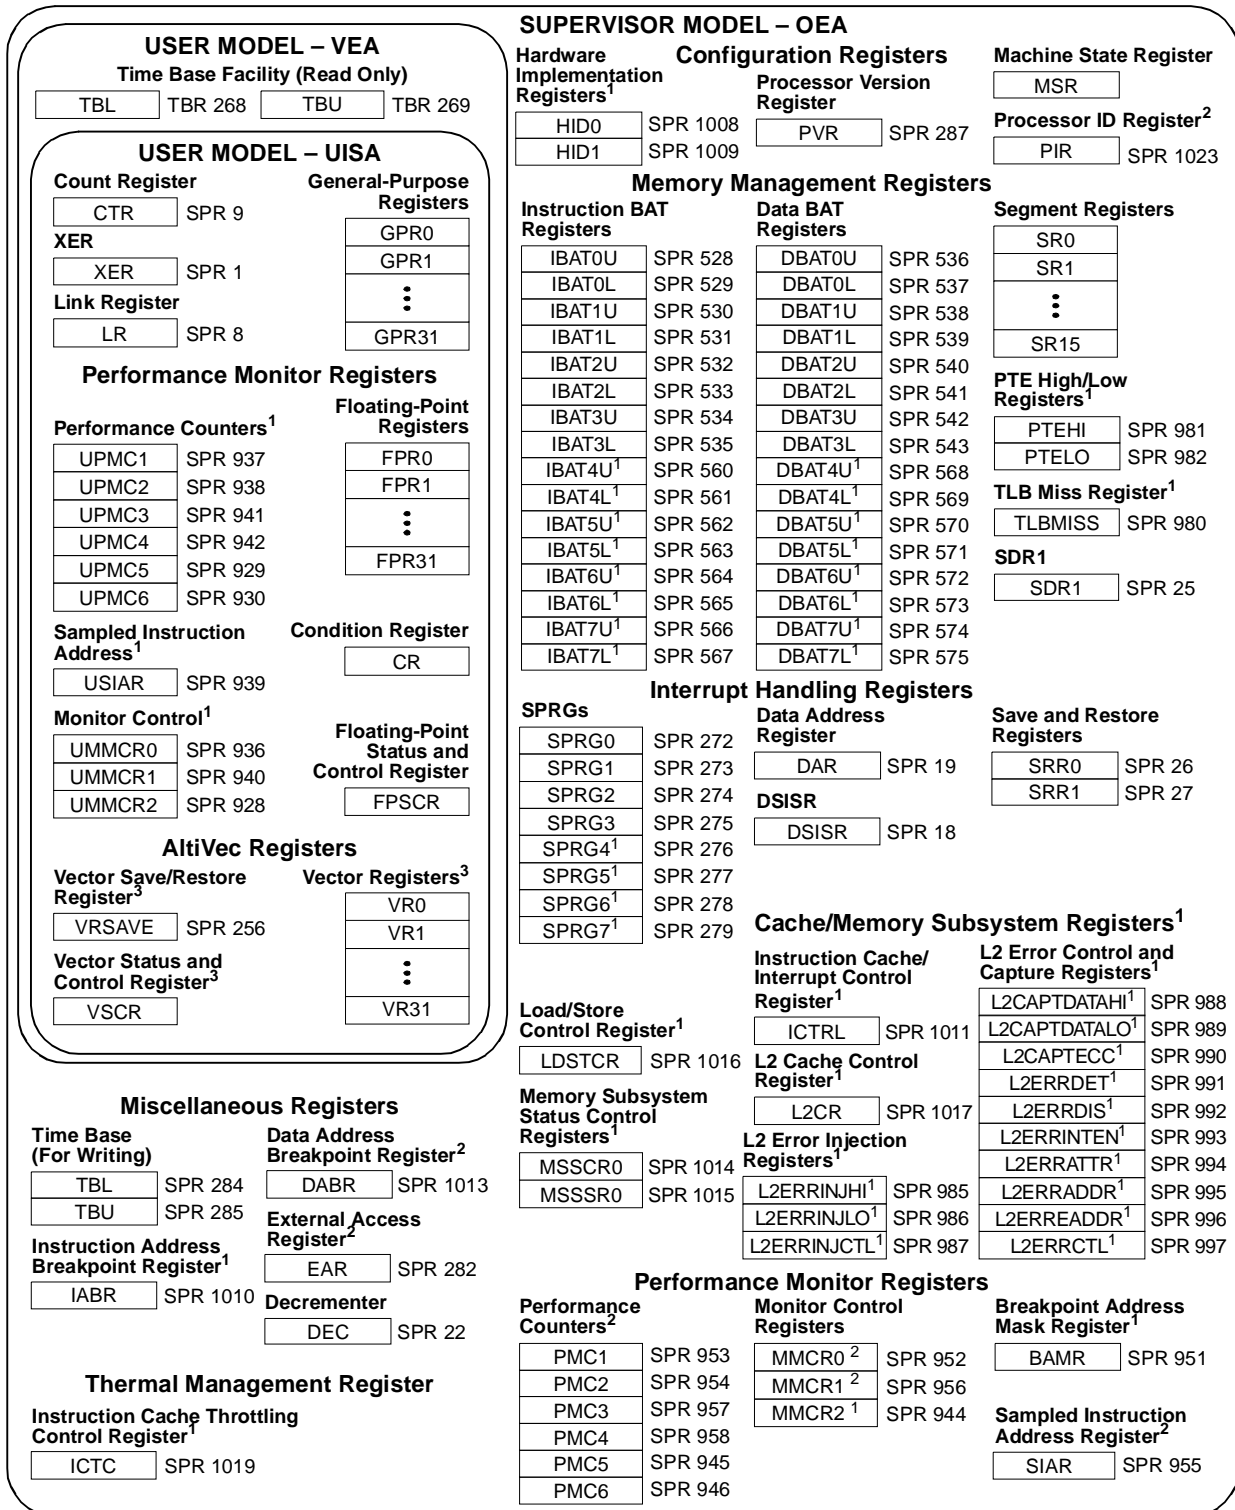 SUPERVISOR MODEL – OEA
USER MODEL – VEA
Time Base Facility (Read Only)
TBL TBR 268 TBU TBR 269
USER MODEL – UISA
Count Register
CTR SPR 9
XER
XER SPR 1
Link Register
LR SPR 8
General-Purpose
Registers
GPR0
GPR1
GPR31
Performance Monitor Registers
Performance Counters1
UPMC1 SPR 937
UPMC2 SPR 938
UPMC3 SPR 941
UPMC4 SPR 942
UPMC5 SPR 929
UPMC6 SPR 930
Floating-Point
Registers
FPR0
FPR1
FPR31
Sampled Instruction
Address1
USIAR SPR 939
Condition Register
CR
Monitor Control1
UMMCR0 SPR 936
UMMCR1 SPR 940
UMMCR2 SPR 928
Floating-Point
Status and
Control Register
FPSCR
AltiVec Registers
Vector Save/Restore
Register3
VRSAVE SPR 256
Vector Status and
Control Register3
VSCR
Vector Registers3
VR0
VR1
VR31
Miscellaneous Registers
Time Base
(For Writing)
TBL SPR 284
TBU SPR 285
Instruction Address
Breakpoint Register1
IABR SPR 1010
Data Address
Breakpoint Register2
DABR SPR 1013
External Access
Register2
EAR SPR 282
Decrementer
DEC SPR 22
Thermal Management Register
Instruction Cache Throttling
Control Register1
ICTC SPR 1019
Configuration Registers
Hardware
Implementation
Registers1
HID0 SPR 1008
HID1 SPR 1009
Processor Version
Register
PVR SPR 287
Machine State Register
MSR
Processor ID Register2
PIR SPR 1023
Memory Management Registers
Instruction BAT
Registers
IBAT0U SPR 528
IBAT0L SPR 529
IBAT1U SPR 530
IBAT1L SPR 531
IBAT2U SPR 532
IBAT2L SPR 533
IBAT3U SPR 534
IBAT3L SPR 535
IBAT4U1 SPR 560
IBAT4L1 SPR 561
IBAT5U1 SPR 562
IBAT5L1 SPR 563
IBAT6U1 SPR 564
IBAT6L1 SPR 565
IBAT7U1 SPR 566
IBAT7L1 SPR 567
Data BAT
Registers
DBAT0U SPR 536
DBAT0L SPR 537
DBAT1U SPR 538
DBAT1L SPR 539
DBAT2U SPR 540
DBAT2L SPR 541
DBAT3U SPR 542
DBAT3L SPR 543
DBAT4U1 SPR 568
DBAT4L1 SPR 569
DBAT5U1 SPR 570
DBAT5L1 SPR 571
DBAT6U1 SPR 572
DBAT6L1 SPR 573
DBAT7U1 SPR 574
DBAT7L1 SPR 575
Segment Registers
SR0
SR1
SR15
PTE High/Low
Registers1
PTEHI SPR 981
PTELO SPR 982
TLB Miss Register1
TLBMISS SPR 980
SDR1
SDR1 SPR 25
Interrupt Handling Registers
SPRGs
SPRG0 SPR 272
SPRG1 SPR 273
SPRG2 SPR 274
SPRG3 SPR 275
SPRG41 SPR 276
SPRG51 SPR 277
SPRG61 SPR 278
SPRG71 SPR 279
Data Address
Register
DAR SPR 19
DSISR
DSISR SPR 18
Save and Restore
Registers
SRR0 SPR 26
SRR1 SPR 27
Cache/Memory Subsystem Registers1
Load/Store
Control Register1
LDSTCR SPR 1016
Memory Subsystem
Status Control
Registers1
MSSCR0 SPR 1014
MSSSR0 SPR 1015
Instruction Cache/
Interrupt Control
Register1
ICTRL SPR 1011
L2 Cache Control
Register1
L2CR SPR 1017
L2 Error Injection
Registers1
L2ERRINJHI1 SPR 985
L2ERRINJLO1 SPR 986
L2ERRINJCTL1 SPR 987
L2 Error Control and
Capture Registers1
L2CAPTDATAHI1 SPR 988
L2CAPTDATALO1 SPR 989
L2CAPTECC1 SPR 990
L2ERRDET1 SPR 991
L2ERRDIS1 SPR 992
L2ERRINTEN1 SPR 993
L2ERRATTR1 SPR 994
L2ERRADDR1 SPR 995
L2ERREADDR1 SPR 996
L2ERRCTL1 SPR 997
Performance Monitor Registers
Performance
Counters2
PMC1 SPR 953
PMC2 SPR 954
PMC3 SPR 957
PMC4 SPR 958
PMC5 SPR 945
PMC6 SPR 946
Monitor Control
Registers
MMCR0 2 SPR 952
MMCR1 2 SPR 956
MMCR2 1 SPR 944
Breakpoint Address
Mask Register1
BAMR SPR 951
Sampled Instruction
Address Register2
SIAR SPR 955